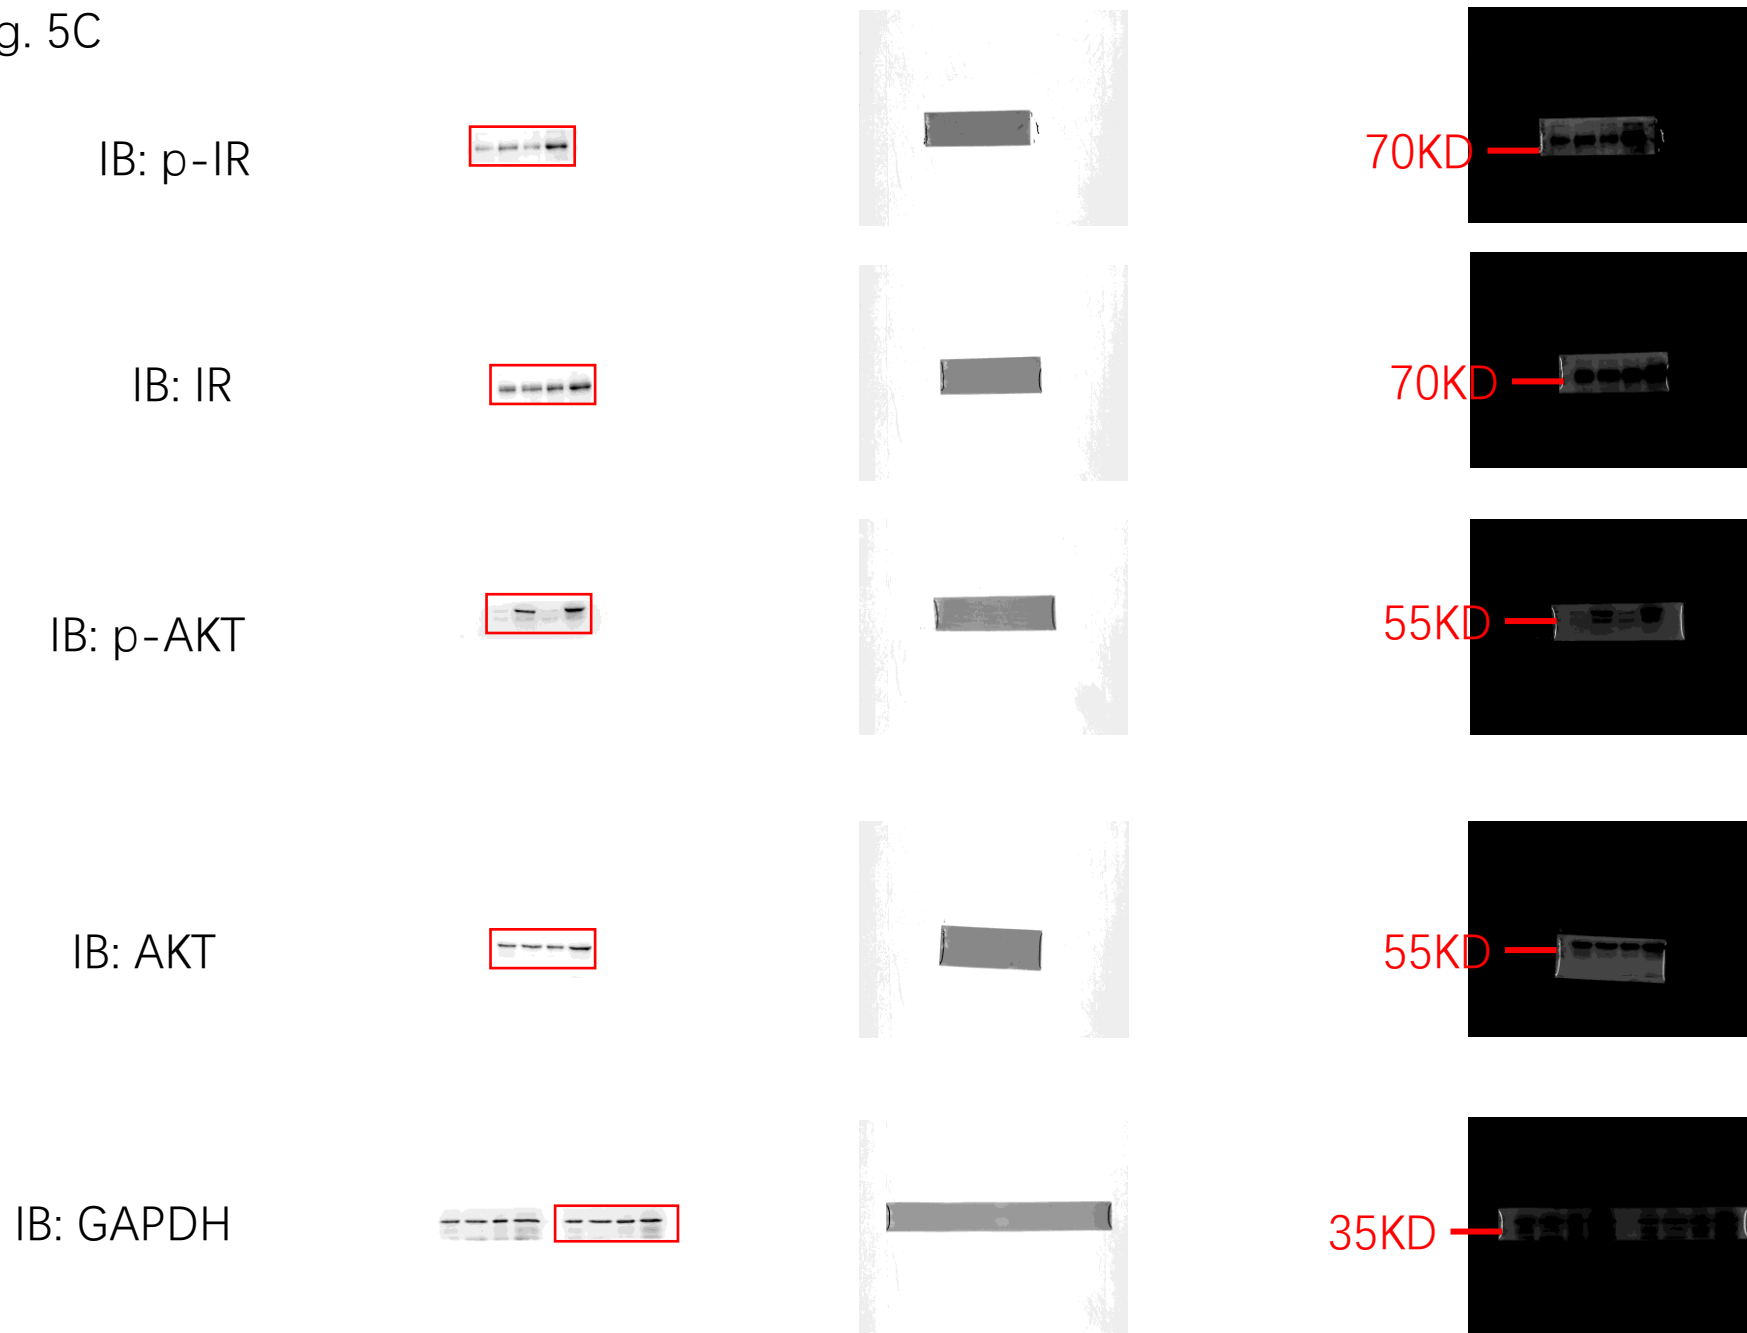 g. 5C
IB: p-IR
70KD
IB: IR
70KD
IB: p-AKT
55KD
IB: AKT
55KD
IB: GAPDH
35KD